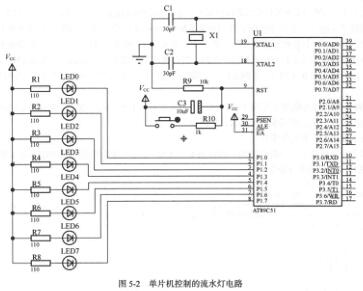 C1
30pF
X1
C2
30pF
VCC
R9 10k
C3
10uF
R10
1k
VCC
VCC
R1
110
LED0
R2
110
LED1
R3
110
LED2
R4
110
LED3
R5
110
LED4
R6
110
LED5
R7
110
LED6
R8
110
LED7
U1
19 XTAL1
18 XTAL2
9 RST
29 PSEN
30 ALE
31 EA
1 P1.0
2 P1.1
3 P1.2
4 P1.3
5 P1.4
6 P1.5
7 P1.6
8 P1.7
P0.0/AD0 39
P0.1/AD1 38
P0.2/AD2 37
P0.3/AD3 36
P0.4/AD4 35
P0.5/AD5 34
P0.6/AD6 33
P0.7/AD7 32
P2.0/A8 21
P2.1/A9 22
P2.2/A10 23
P2.3/A11 24
P2.4/A12 25
P2.5/A13 26
P2.6/A14 27
P2.7/A15 28
P3.0/RXD 10
P3.1/TXD 11
P3.2/INT0 12
P3.3/INT1 13
P3.4/T0 14
P3.5/T1 15
P3.6/WR 16
P3.7/RD 17
AT89C51
图 5-2 单片机控制的流水灯电路